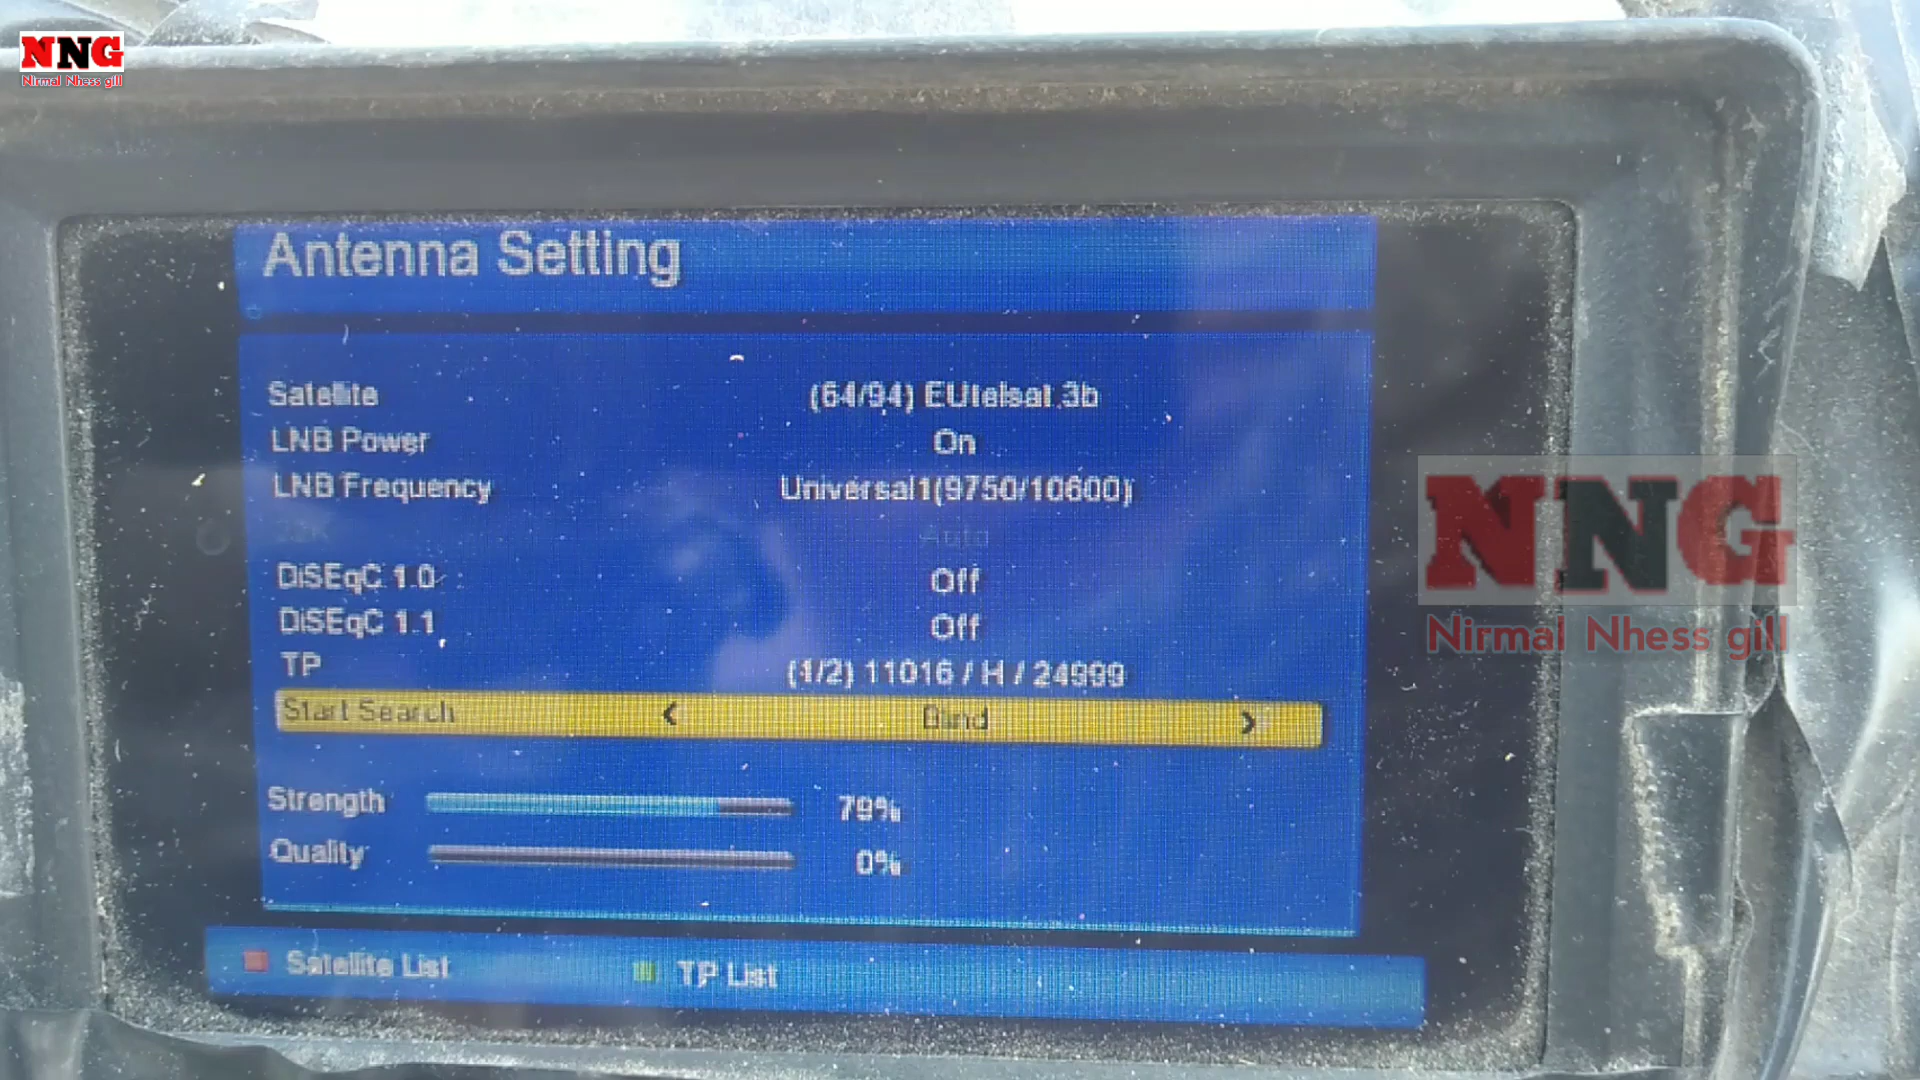 NNG
Nirmal Nhess gill
Antenna Setting
Satellite (64/94) EUtelsat 3b
LNB Power On
LNB Frequency Universal1(9750/10600)
22K Auto
DiSEqC 1.0 Off
DiSEqC 1.1 Off
TP (1/2) 11016 / H / 24999
Start Search < Blind >
Strength 79%
Quality 0%
Satellite List TP List
NNG
Nirmal Nhess gill